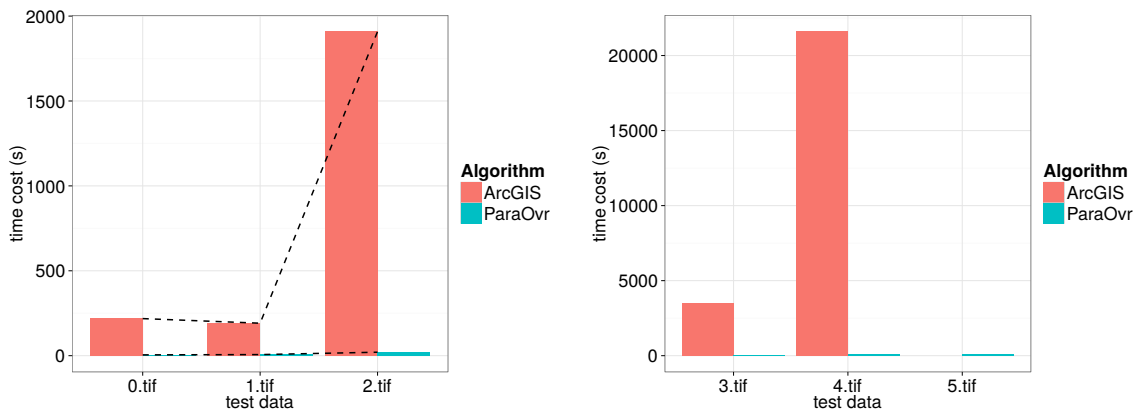 2000
1500
1000
500
0
time cost (s)
0.tif
1.tif
2.tif
test data
Algorithm
ArcGIS
ParaOvr
20000
15000
10000
5000
0
time cost (s)
3.tif
4.tif
5.tif
test data
Algorithm
ArcGIS
ParaOvr